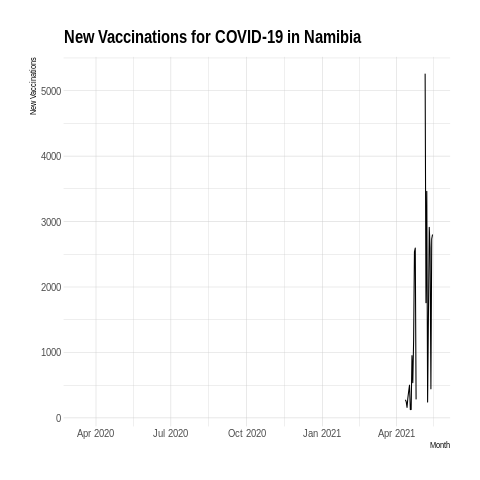 New Vaccinations for COVID-19 in Namibia
New Vaccinations
5000
4000
3000
2000
1000
0
Apr 2020 Jul 2020 Oct 2020 Jan 2021 Apr 2021
Month